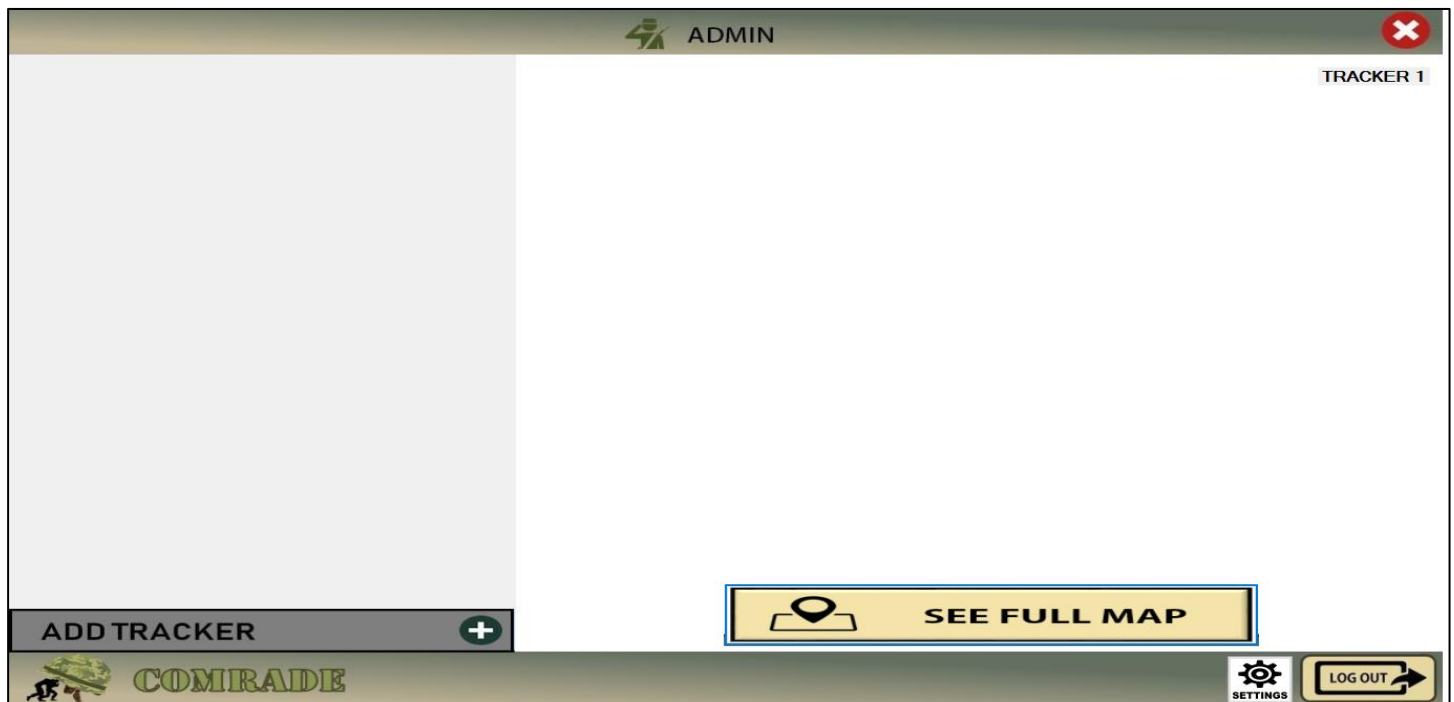 ADMIN
TRACKER 1
SEE FULL MAP
ADD TRACKER
COMRADE
SETTINGS
LOG OUT